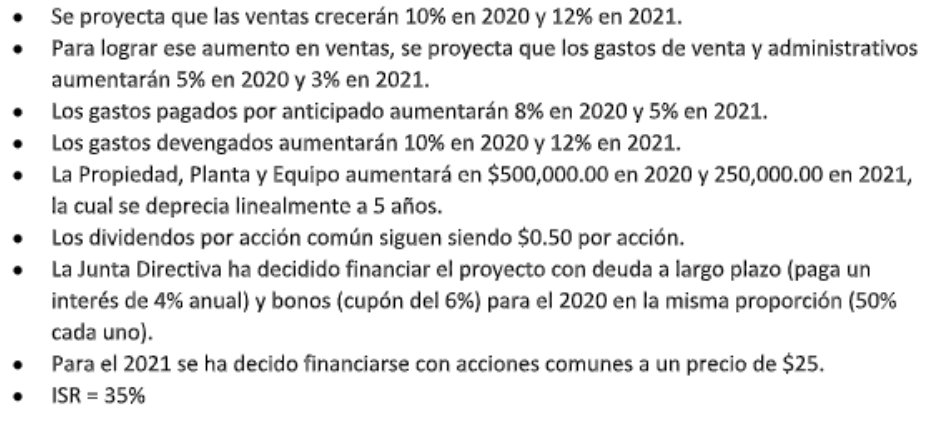 • Se proyecta que las ventas crecerán 10% en 2020 y 12% en 2021.
• Para lograr ese aumento en ventas, se proyecta que los gastos de venta y administrativos
aumentarán 5% en 2020 y 3% en 2021.
• Los gastos pagados por anticipado aumentarán 8% en 2020 y 5% en 2021.
• Los gastos devengados aumentarán 10% en 2020 y 12% en 2021.
• La Propiedad, Planta y Equipo aumentará en $500,000.00 en 2020 y 250,000.00 en 2021,
la cual se deprecia linealmente a 5 años.
• Los dividendos por acción común siguen siendo $0.50 por acción.
• La Junta Directiva ha decidido financiar el proyecto con deuda a largo plazo (paga un
interés de 4% anual) y bonos (cupón del 6%) para el 2020 en la misma proporción (50%
cada uno).
• Para el 2021 se ha decido financiarse con acciones comunes a un precio de $25.
• ISR = 35%